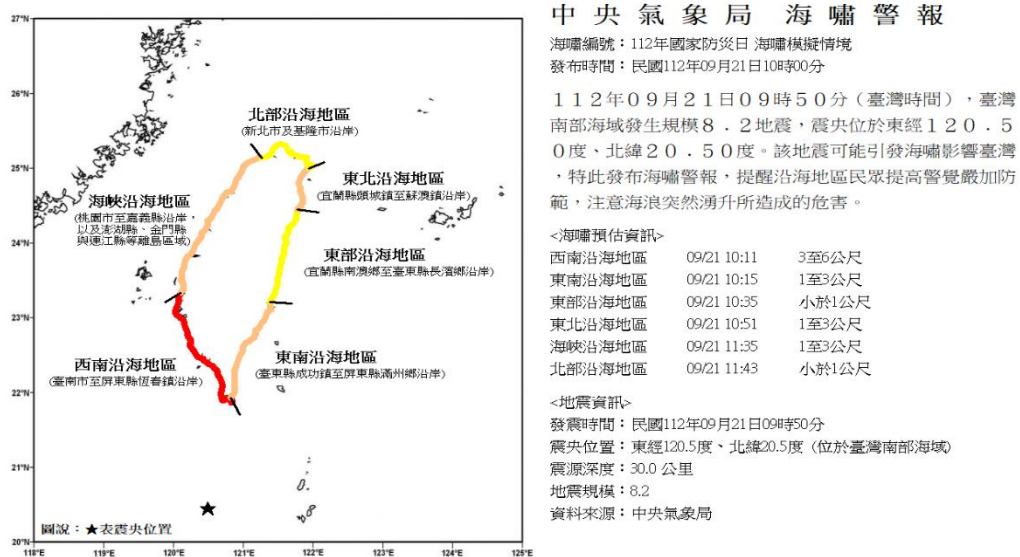 27°N
26°N
25°N
24°N
23°N
22°N
21°N
20°N
118°E
119°E
120°E
121°E
122°E
123°E
124°E
125°E
北部沿海地區
(新北市及基隆市沿岸)
東北沿海地區
(宜蘭縣頭城鎮至蘇澳鎮沿岸)
海峽沿海地區
(桃園市至嘉義縣沿岸,
以及澎湖縣、金門縣
與連江縣等離島區域)
東部沿海地區
(宜蘭縣南澳鄉至臺東縣長濱鄉沿岸)
西南沿海地區
(臺南市至屏東縣恆春鎮沿岸)
東南沿海地區
(臺東縣成功鎮至屏東縣滿州鄉沿岸)
圖說:★表震央位置
中央氣象局 海嘯警報
海嘯編號:112年國家防災日 海嘯模擬情境
發布時間:民國112年09月21日10時00分
112年09月21日09時50分(臺灣時間),臺灣
南部海域發生規模8.2地震,震央位於東經120.5
0度、北緯20.50度。該地震可能引發海嘯影響臺灣
,特此發布海嘯警報,提醒沿海地區民眾提高警覺嚴加防
範,注意海浪突然湧升所造成的危害。
<海嘯預估資訊>
西南沿海地區 09/21 10:11 3至6公尺
東南沿海地區 09/21 10:15 1至3公尺
東部沿海地區 09/21 10:35 小於1公尺
東北沿海地區 09/21 10:51 1至3公尺
海峽沿海地區 09/21 11:35 1至3公尺
北部沿海地區 09/21 11:43 小於1公尺
<地震資訊>
發震時間:民國112年09月21日09時50分
震央位置:東經120.5度、北緯20.5度 (位於臺灣南部海域)
震源深度:30.0 公里
地震規模:8.2
資料來源:中央氣象局